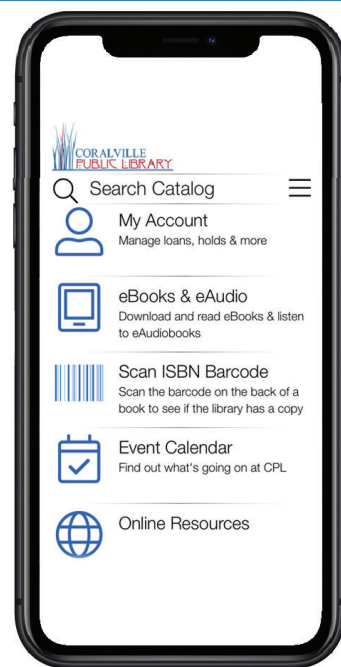 CORALVILLE
PUBLIC LIBRARY
Search Catalog
My Account
Manage loans, holds & more
eBooks & eAudio
Download and read eBooks & listen
to eAudiobooks
Scan ISBN Barcode
Scan the barcode on the back of a
book to see if the library has a copy
Event Calendar
Find out what's going on at CPL
Online Resources